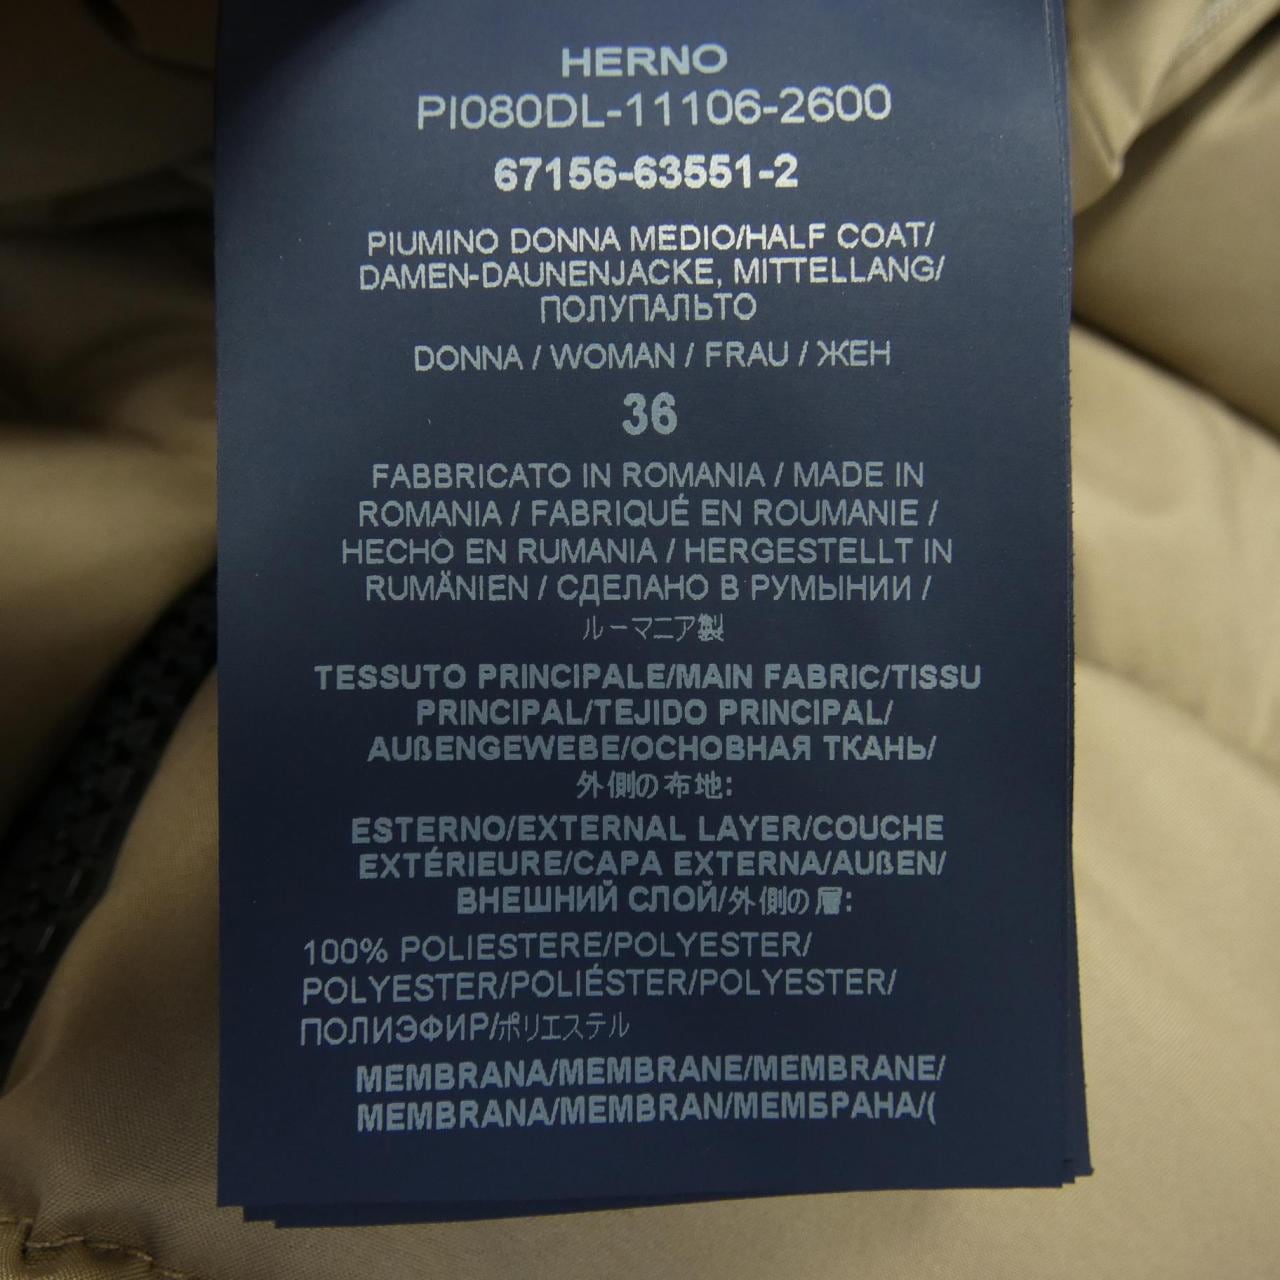 HERNO
PI080DL-11106-2600
67156-63551-2
PIUMINO DONNA MEDIO/HALF COAT/
DAMEN-DAUNENJACKE, MITTELLANG/
ПОЛУПАЛЬТО
DONNA / WOMAN / FRAU / ЖЕН
36
FABBRICATO IN ROMANIA / MADE IN
ROMANIA / FABRIQUÉ EN ROUMANIE /
HECHO EN RUMANIA / HERGESTELLT IN
RUMÄNIEN / СДЕЛАНО В РУМЫНИИ /
ルーマニア製
TESSUTO PRINCIPALE/MAIN FABRIC/TISSU
PRINCIPAL/TEJIDO PRINCIPAL/
AUßENGEWEBE/ОСНОВНАЯ ТКАНЬ/
外側の布地:
ESTERNO/EXTERNAL LAYER/COUCHE
EXTÉRIEURE/CAPA EXTERNA/AUßEN/
ВНЕШНИЙ СЛОЙ/外側の層:
100% POLIESTERE/POLYESTER/
POLYESTER/POLIÉSTER/POLYESTER/
ПОЛИЭФИР/ポリエステル
MEMBRANA/MEMBRANE/MEMBRANE/
MEMBRANA/MEMBRAN/МЕМБРАНА/(